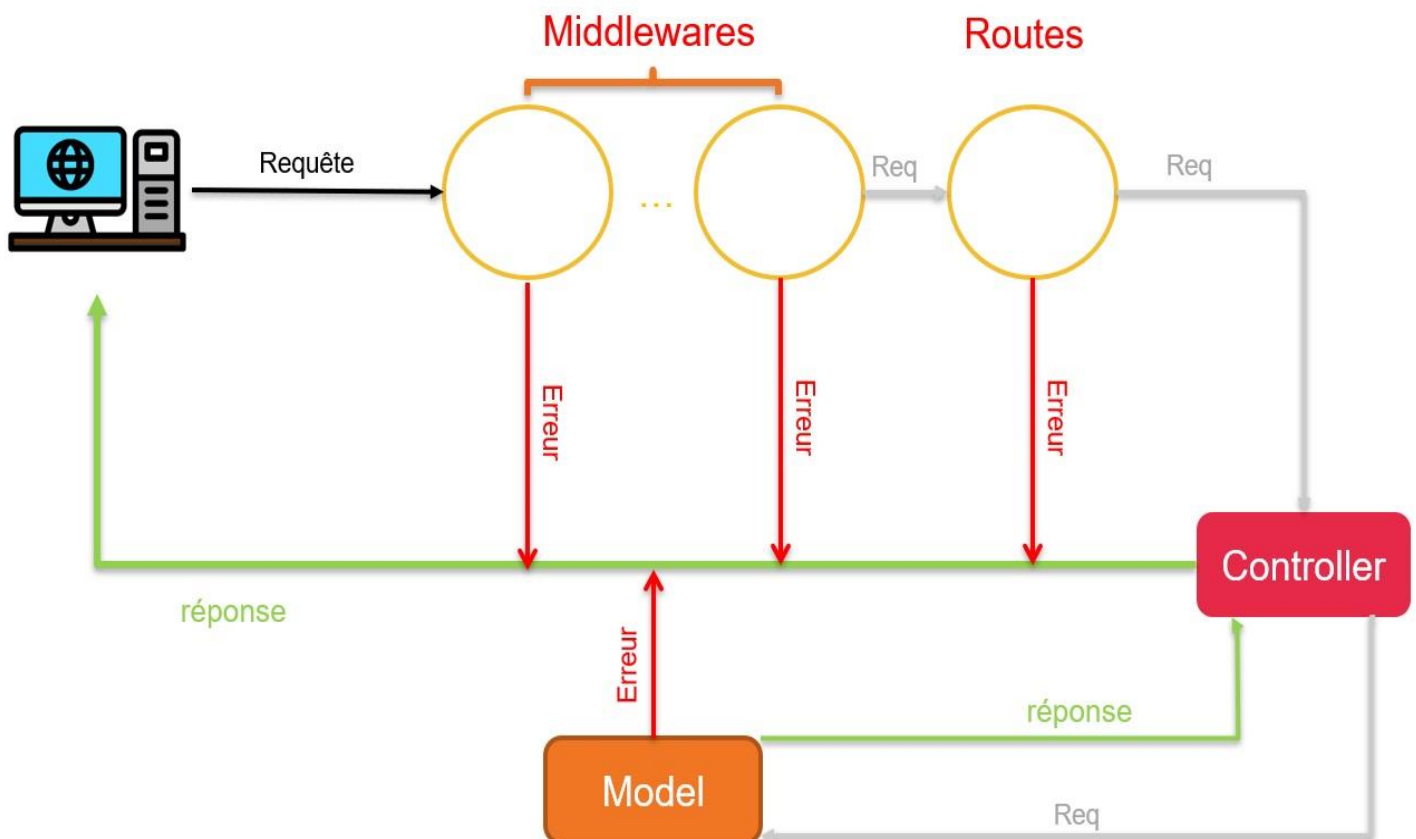 Middlewares
Routes
Requête
...
Req
Req
Erreur
Erreur
Erreur
Controller
réponse
Erreur
réponse
Model
Req